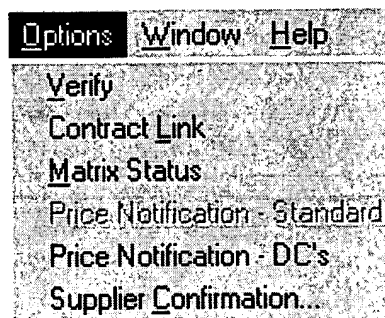 Options Window Help
Verify
Contract Link
Matrix Status
Price Notification - Standard
Price Notification - DC's
Supplier Confirmation...